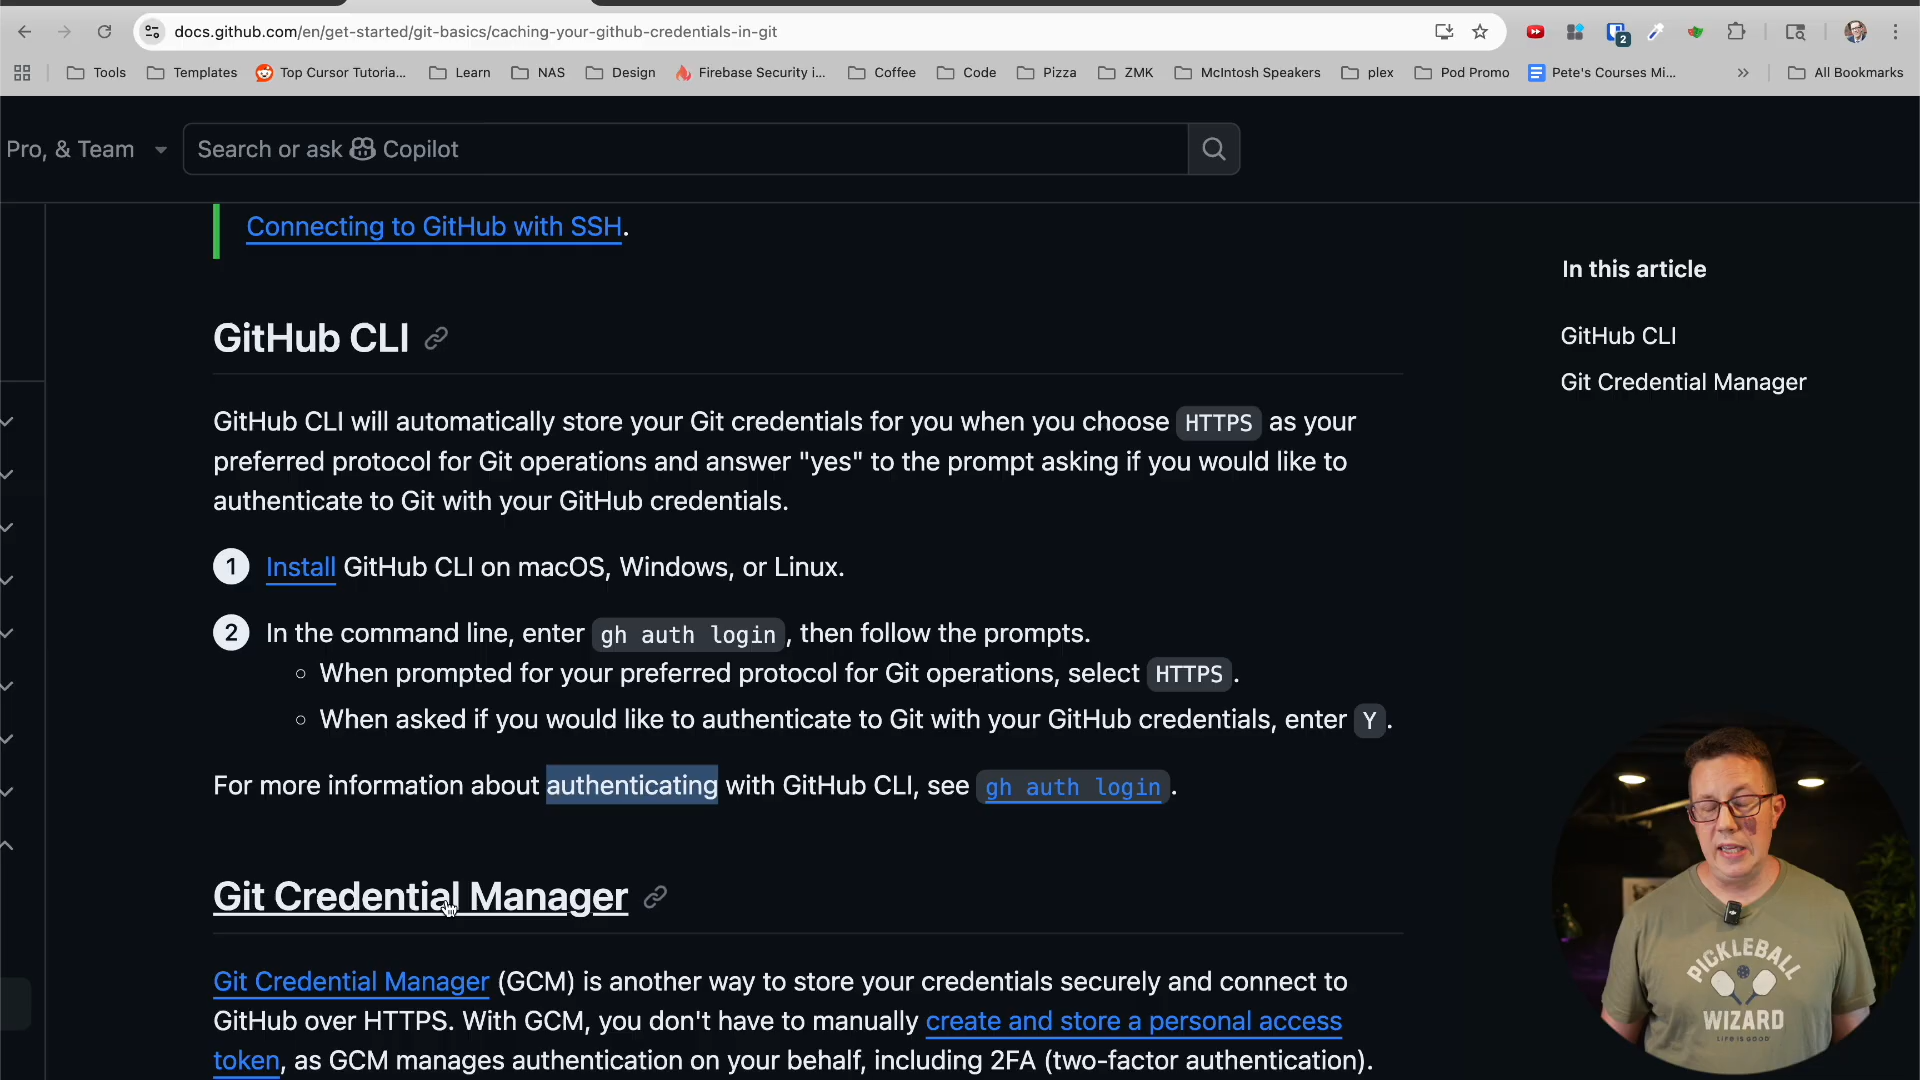 docs.github.com/en/get-started/git-basics/caching-your-github-credentials-in-git
2
Tools
Templates
Top Cursor Tutoria...
Learn
NAS
Design
Firebase Security i...
Coffee
Code
Pizza
ZMK
McIntosh Speakers
plex
Pod Promo
Pete's Courses Mi...
All Bookmarks
Pro, & Team
Search or ask Copilot
Connecting to GitHub with SSH.
In this article
GitHub CLI
Git Credential Manager
GitHub CLI
GitHub CLI will automatically store your Git credentials for you when you choose HTTPS as your
preferred protocol for Git operations and answer "yes" to the prompt asking if you would like to
authenticate to Git with your GitHub credentials.
1 Install GitHub CLI on macOS, Windows, or Linux.
2 In the command line, enter gh auth login, then follow the prompts.
When prompted for your preferred protocol for Git operations, select HTTPS.
When asked if you would like to authenticate to Git with your GitHub credentials, enter Y.
For more information about authenticating with GitHub CLI, see gh auth login.
Git Credential Manager
Git Credential Manager (GCM) is another way to store your credentials securely and connect to
GitHub over HTTPS. With GCM, you don't have to manually create and store a personal access
token, as GCM manages authentication on your behalf, including 2FA (two-factor authentication).
PICKLEBALL
WIZARD
LIFE IS GOOD